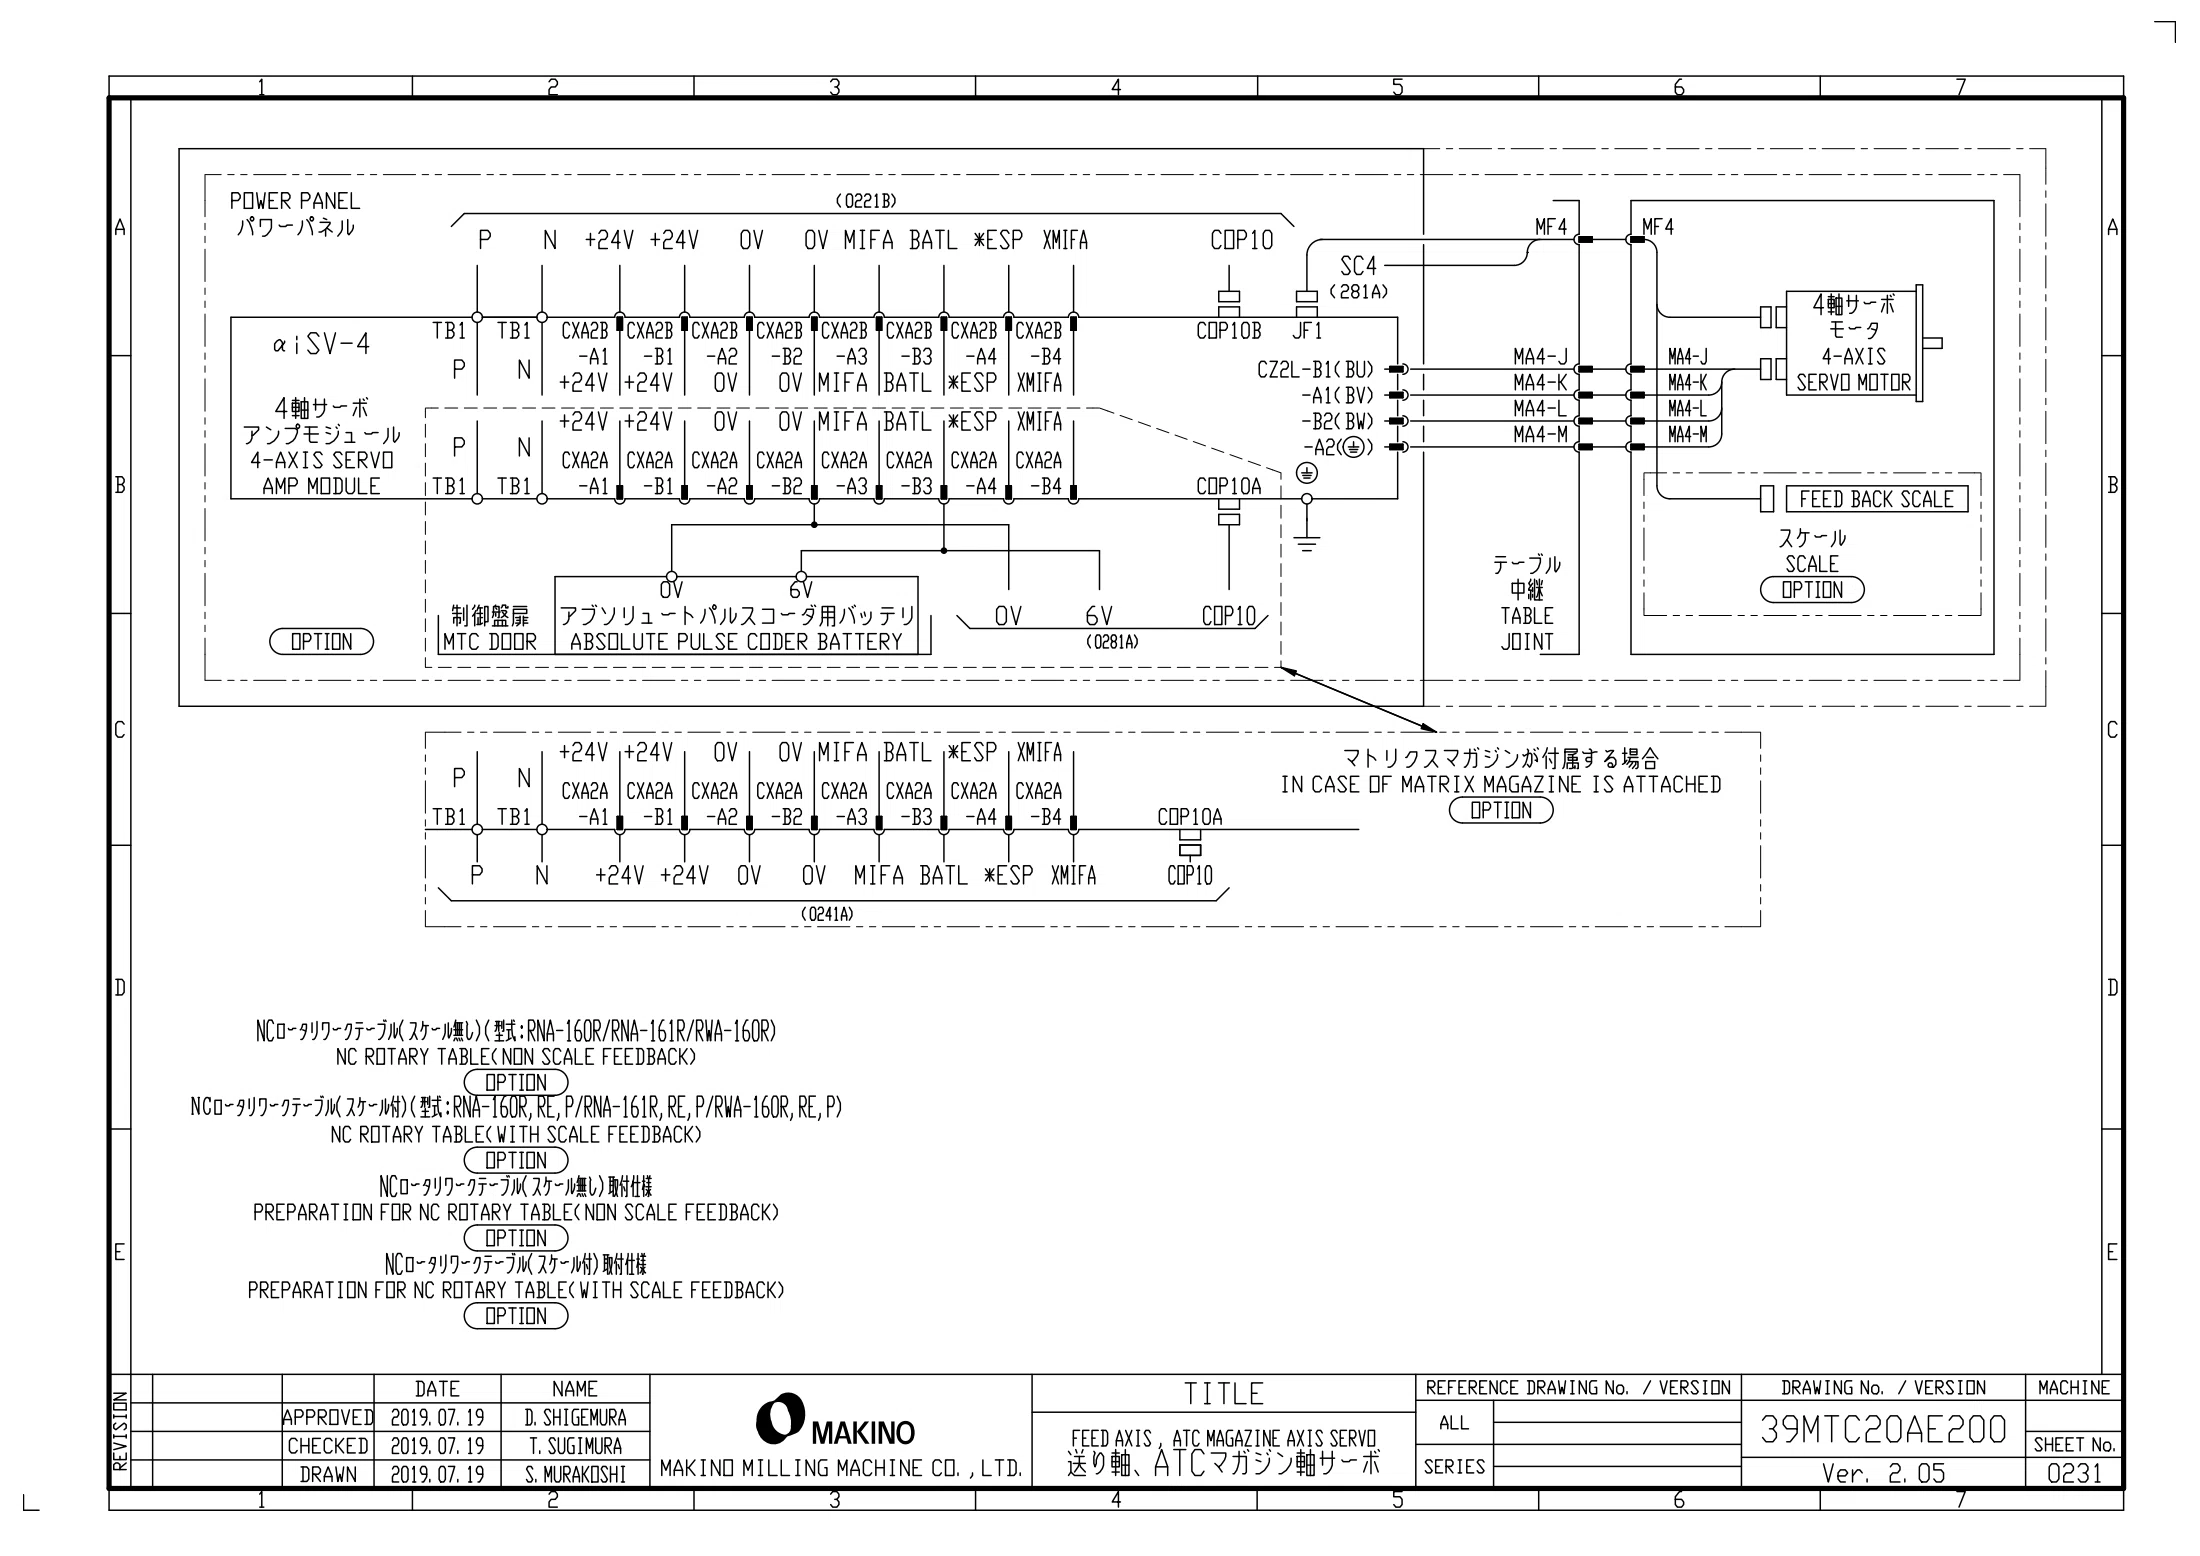 1 2 3 4 5 6 7
A
B
C
D
E
POWER PANEL
パワーパネル
(0221B)
P N +24V +24V 0V 0V MIFA BATL *ESP XMIFA COP10
SC4
(281A)
MF4 MF4
αiSV-4
TB1 TB1 CXA2B CXA2B CXA2B CXA2B CXA2B CXA2B CXA2B CXA2B COP10B JF1
-A1 -B1 -A2 -B2 -A3 -B3 -A4 -B4
P N +24V +24V 0V 0V MIFA BATL *ESP XMIFA
CZ2L-B1(BU)
-A1(BV)
-B2(BW)
-A2(⏚)
MA4-J MA4-J
MA4-K MA4-K
MA4-L MA4-L
MA4-M MA4-M
4軸サーボ
モータ
4-AXIS
SERVO MOTOR
4軸サーボ
アンプモジュール
4-AXIS SERVO
AMP MODULE
P N +24V +24V 0V 0V MIFA BATL *ESP XMIFA
CXA2A CXA2A CXA2A CXA2A CXA2A CXA2A CXA2A CXA2A
TB1 TB1 -A1 -B1 -A2 -B2 -A3 -B3 -A4 -B4 COP10A
FEED BACK SCALE
スケール
SCALE
OPTION
テーブル
中継
TABLE
JOINT
0V 6V
制御盤扉
MTC DOOR
アブソリュートパルスコーダ用バッテリ
ABSOLUTE PULSE CODER BATTERY
0V 6V COP10
(0281A)
OPTION
+24V +24V 0V 0V MIFA BATL *ESP XMIFA
P N
CXA2A CXA2A CXA2A CXA2A CXA2A CXA2A CXA2A CXA2A
TB1 TB1 -A1 -B1 -A2 -B2 -A3 -B3 -A4 -B4 COP10A
P N +24V +24V 0V 0V MIFA BATL *ESP XMIFA COP10
(0241A)
マトリクスマガジンが付属する場合
IN CASE OF MATRIX MAGAZINE IS ATTACHED
OPTION
NCロータリワークテーブル(スケール無し)(型式:RNA-160R/RNA-161R/RWA-160R)
NC ROTARY TABLE(NON SCALE FEEDBACK)
OPTION
NCロータリワークテーブル(スケール付)(型式:RNA-160R,RE,P/RNA-161R,RE,P/RWA-160R,RE,P)
NC ROTARY TABLE(WITH SCALE FEEDBACK)
OPTION
NCロータリワークテーブル(スケール無し)取付仕様
PREPARATION FOR NC ROTARY TABLE(NON SCALE FEEDBACK)
OPTION
NCロータリワークテーブル(スケール付)取付仕様
PREPARATION FOR NC ROTARY TABLE(WITH SCALE FEEDBACK)
OPTION
A
B
C
D
E
REVISION
DATE NAME
APPROVED 2019.07.19 D. SHIGEMURA
CHECKED 2019.07.19 T. SUGIMURA
DRAWN 2019.07.19 S. MURAKOSHI
MAKINO
MAKINO MILLING MACHINE CO.,LTD.
TITLE
FEED AXIS , ATC MAGAZINE AXIS SERVO
送り軸、ATCマガジン軸サーボ
REFERENCE DRAWING No. / VERSION
ALL
SERIES
DRAWING No. / VERSION
39MTC20AE200
Ver. 2.05
MACHINE
SHEET No.
0231
1 2 3 4 5 6 7